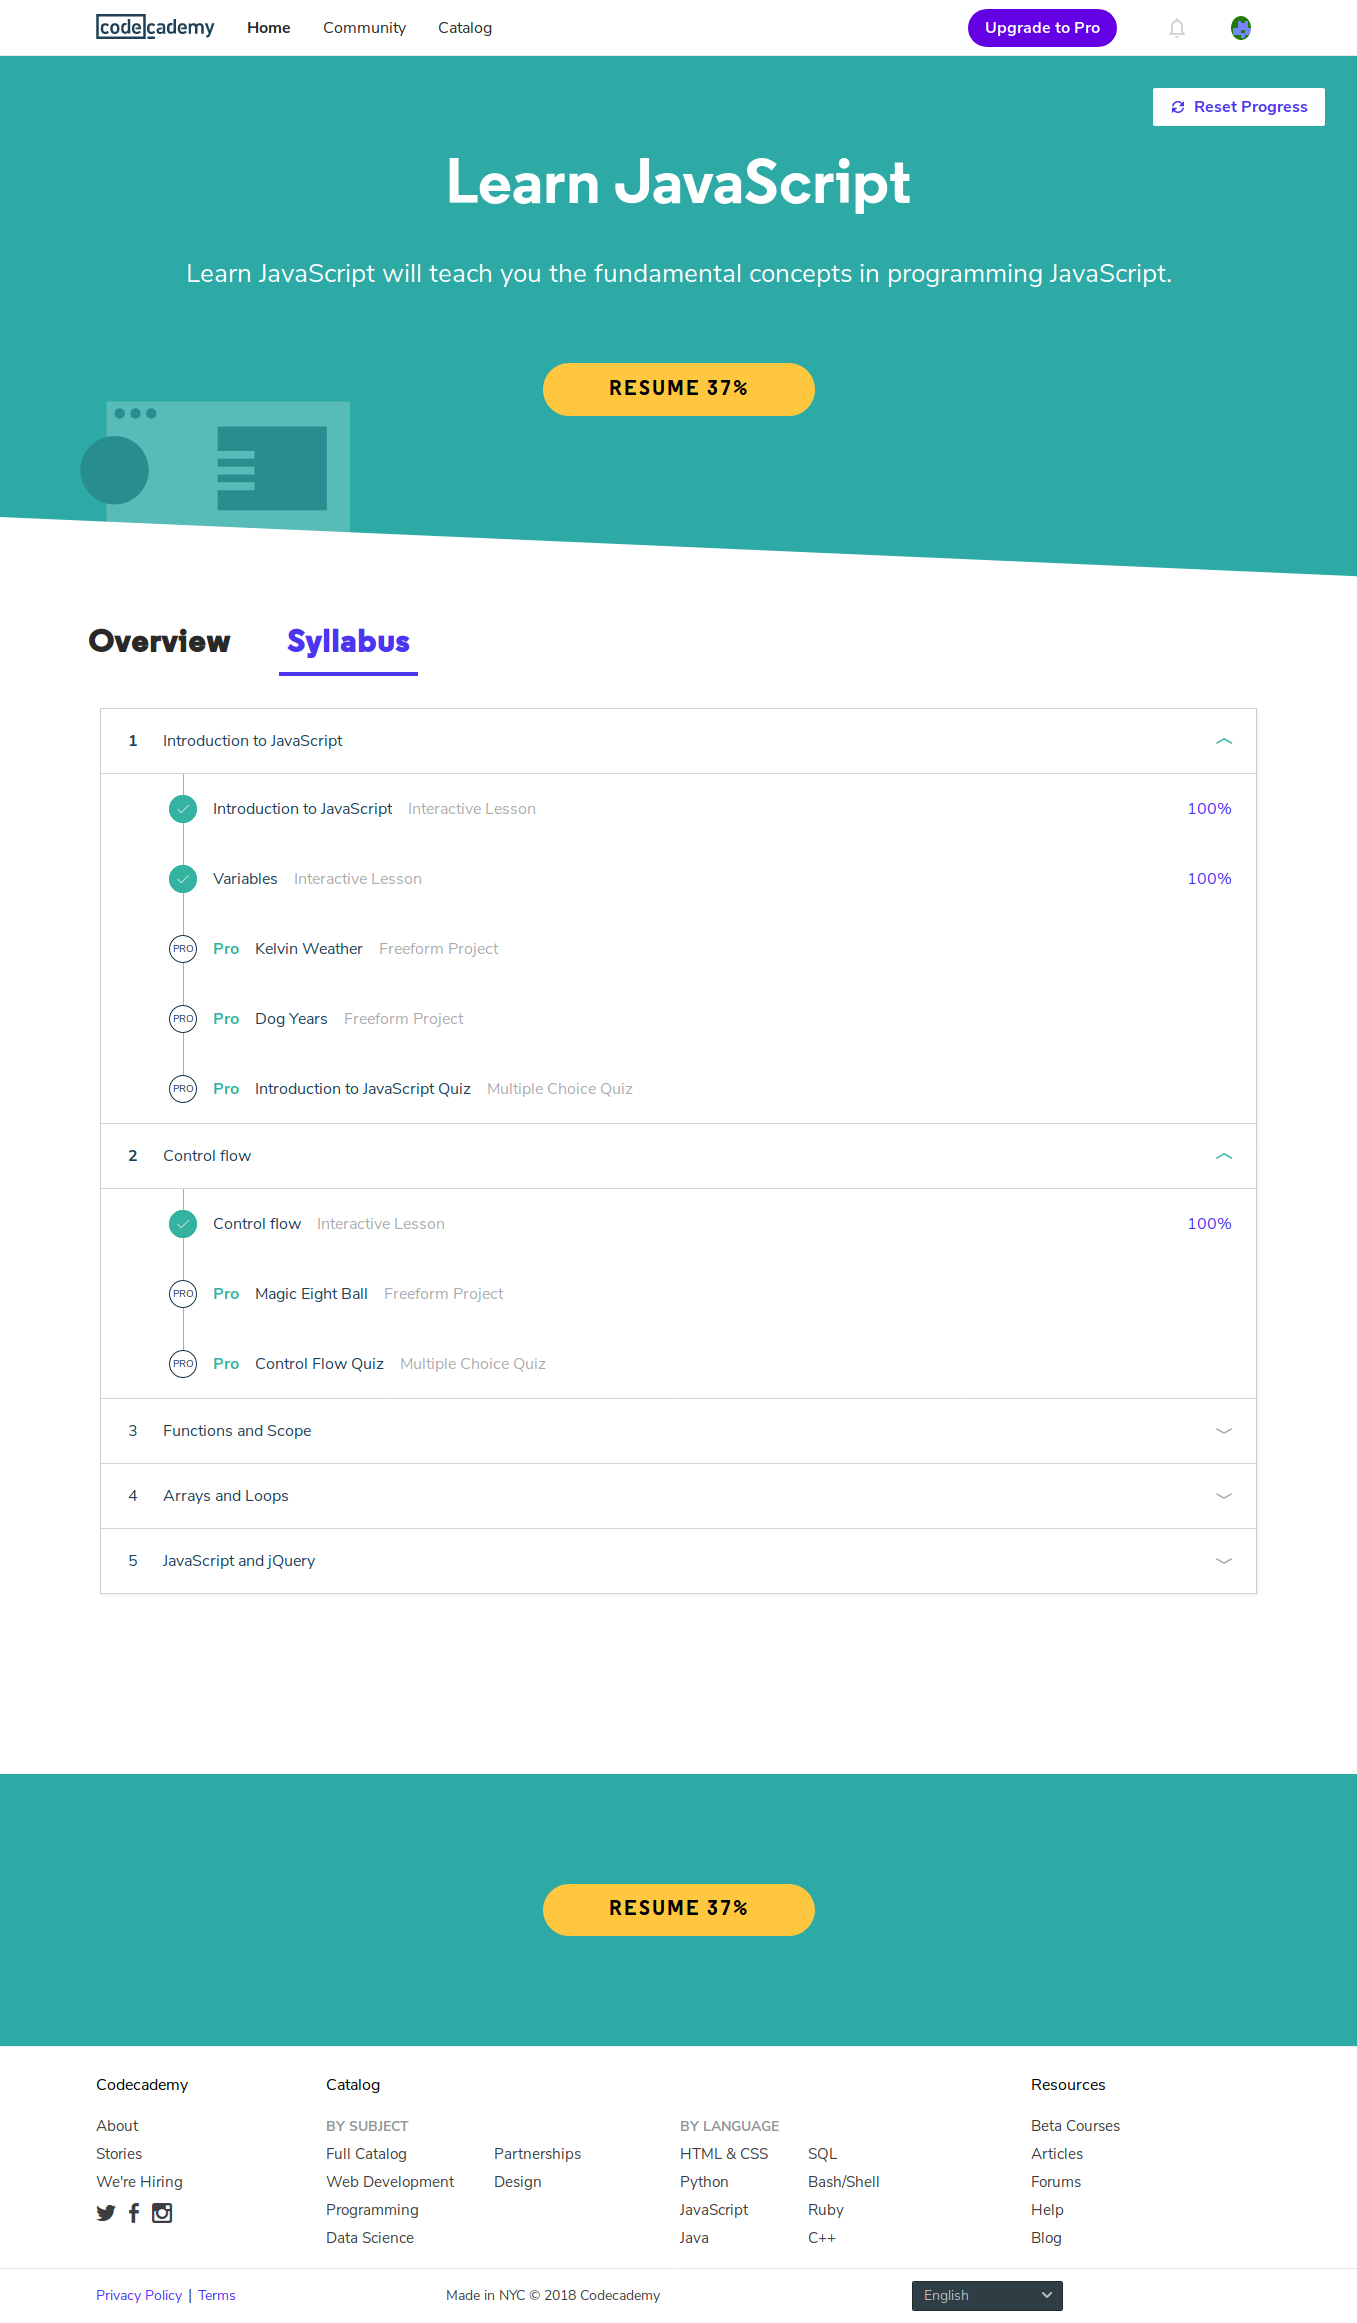 codecademy Home Community Catalog Upgrade to Pro
Reset Progress
Learn JavaScript
Learn JavaScript will teach you the fundamental concepts in programming JavaScript.
RESUME 37%
Overview Syllabus
1 Introduction to JavaScript
Introduction to JavaScript Interactive Lesson 100%
Variables Interactive Lesson 100%
PRO Pro Kelvin Weather Freeform Project
PRO Pro Dog Years Freeform Project
PRO Pro Introduction to JavaScript Quiz Multiple Choice Quiz
2 Control flow
Control flow Interactive Lesson 100%
PRO Pro Magic Eight Ball Freeform Project
PRO Pro Control Flow Quiz Multiple Choice Quiz
3 Functions and Scope
4 Arrays and Loops
5 JavaScript and jQuery
RESUME 37%
Codecademy Catalog Resources
About BY SUBJECT BY LANGUAGE Beta Courses
Stories Full Catalog Partnerships HTML & CSS SQL Articles
We're Hiring Web Development Design Python Bash/Shell Forums
Programming JavaScript Ruby Help
Data Science Java C++ Blog
Privacy Policy | Terms Made in NYC © 2018 Codecademy English